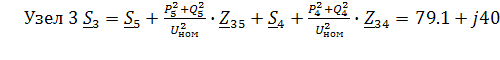 Узел 3 S̲₃ = S̲₅ + (P₅²+Q₅²)/U²ном · Z̲₃₅ + S̲₄ + (P₄²+Q₄²)/U²ном · Z̲₃₄ = 79.1 + j40